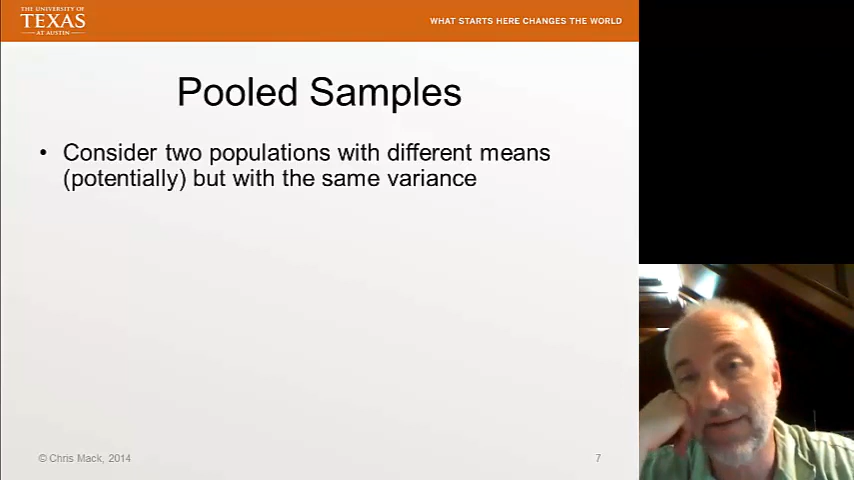 THE UNIVERSITY OF
TEXAS
AT AUSTIN
WHAT STARTS HERE CHANGES THE WORLD
Pooled Samples
• Consider two populations with different means
(potentially) but with the same variance
© Chris Mack, 2014
7